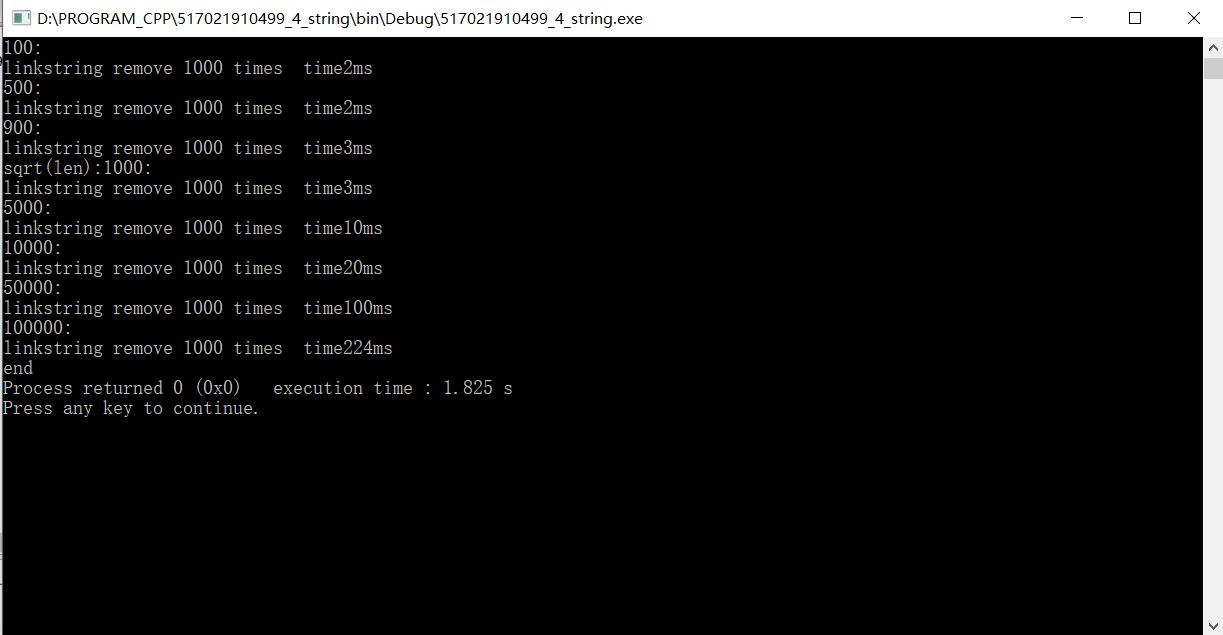 D:\PROGRAM_CPP\517021910499_4_string\bin\Debug\517021910499_4_string.exe
100:
linkstring remove 1000 times  time2ms
500:
linkstring remove 1000 times  time2ms
900:
linkstring remove 1000 times  time3ms
sqrt(len):1000:
linkstring remove 1000 times  time3ms
5000:
linkstring remove 1000 times  time10ms
10000:
linkstring remove 1000 times  time20ms
50000:
linkstring remove 1000 times  time100ms
100000:
linkstring remove 1000 times  time224ms
end
Process returned 0 (0x0)   execution time : 1.825 s
Press any key to continue.